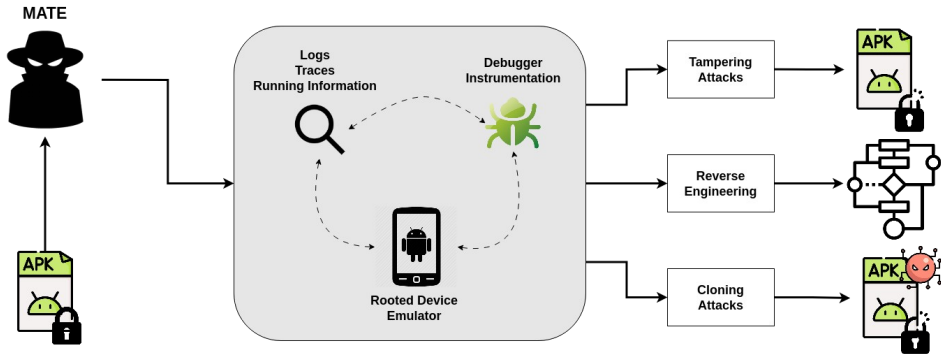 MATE
APK
Logs
Traces
Running Information
Debugger
Instrumentation
Rooted Device
Emulator
Tampering
Attacks
APK
Reverse
Engineering
Cloning
Attacks
APK